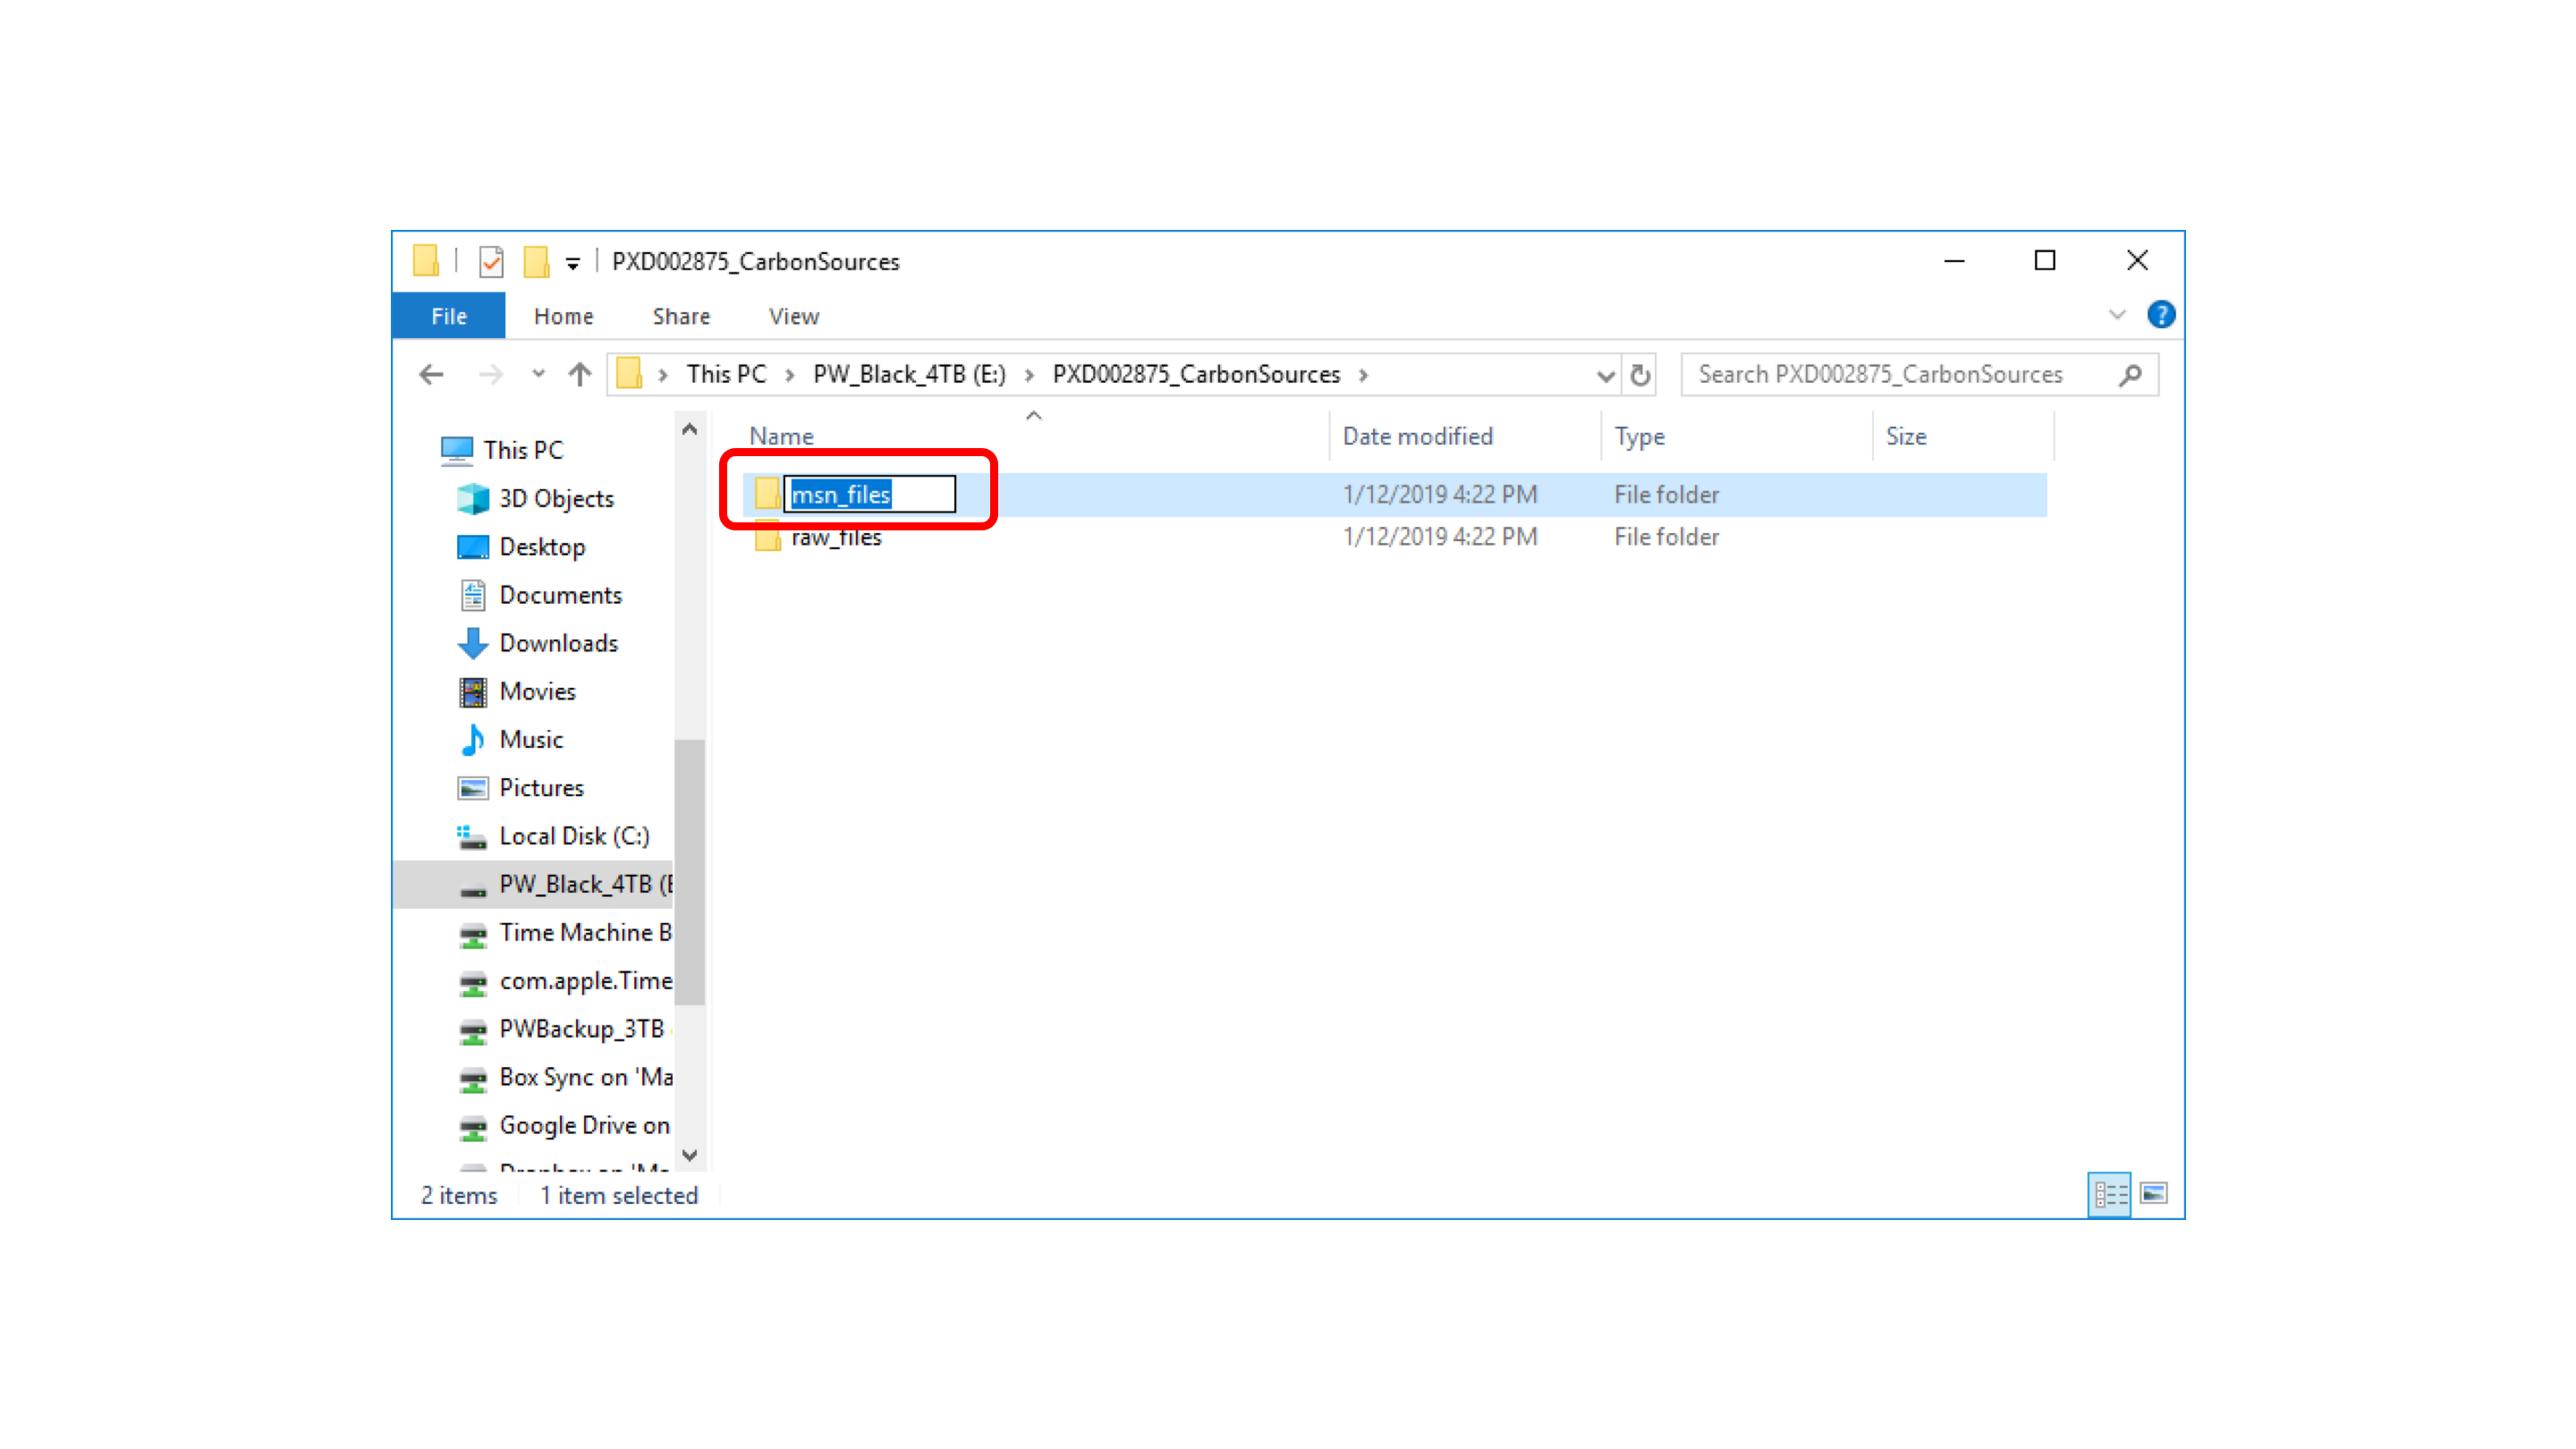 PXD002875_CarbonSources
File Home Share View
This PC PW_Black_4TB (E:) PXD002875_CarbonSources
Search PXD002875_CarbonSources
Name Date modified Type Size
msn_files 1/12/2019 4:22 PM File folder
raw_files 1/12/2019 4:22 PM File folder
This PC
3D Objects
Desktop
Documents
Downloads
Movies
Music
Pictures
Local Disk (C:)
PW_Black_4TB (E
Time Machine B
com.apple.Time
PWBackup_3TB
Box Sync on 'Ma
Google Drive on
Dropbox on 'Ma
2 items 1 item selected